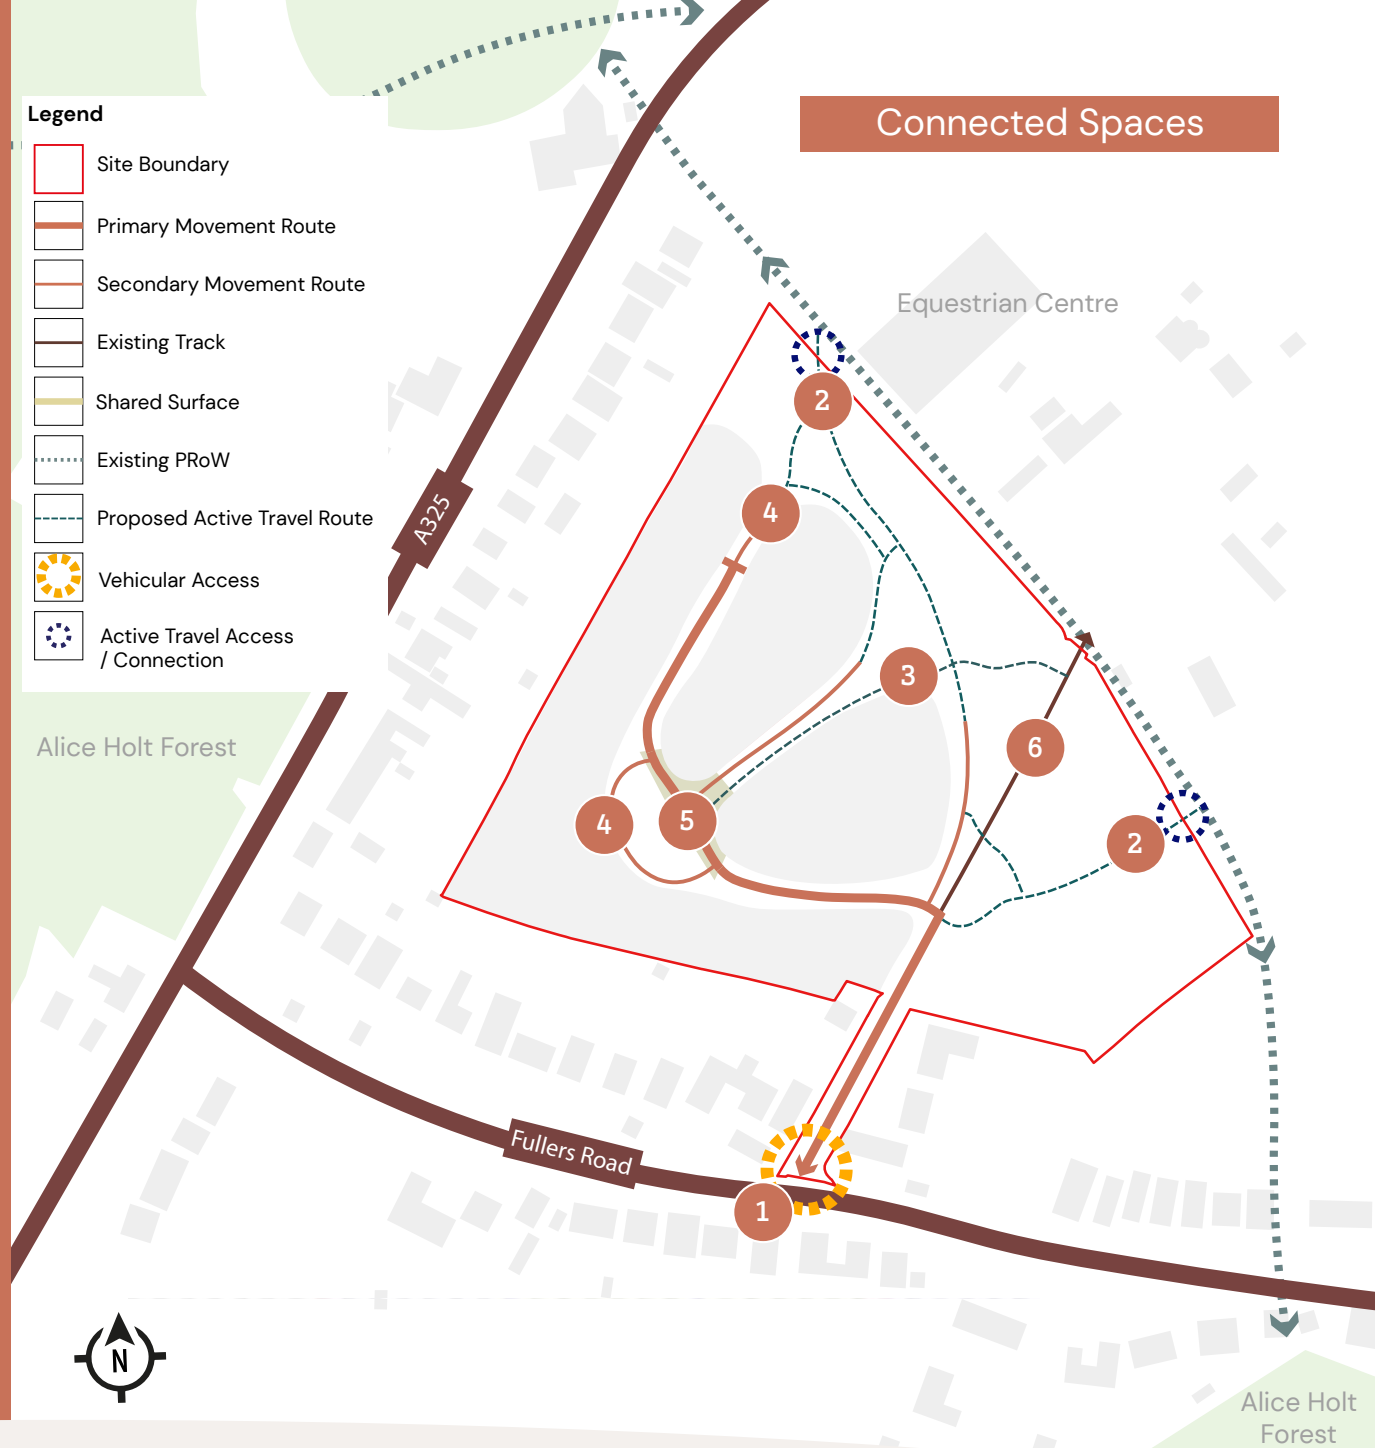 Connected Spaces
Legend
Site Boundary
Primary Movement Route
Secondary Movement Route
Existing Track
Shared Surface
Existing PRoW
Proposed Active Travel Route
Vehicular Access
Active Travel Access
/ Connection
Equestrian Centre
2
A325
4
3
6
Alice Holt Forest
4
5
2
Fullers Road
1
N
Alice Holt
Forest